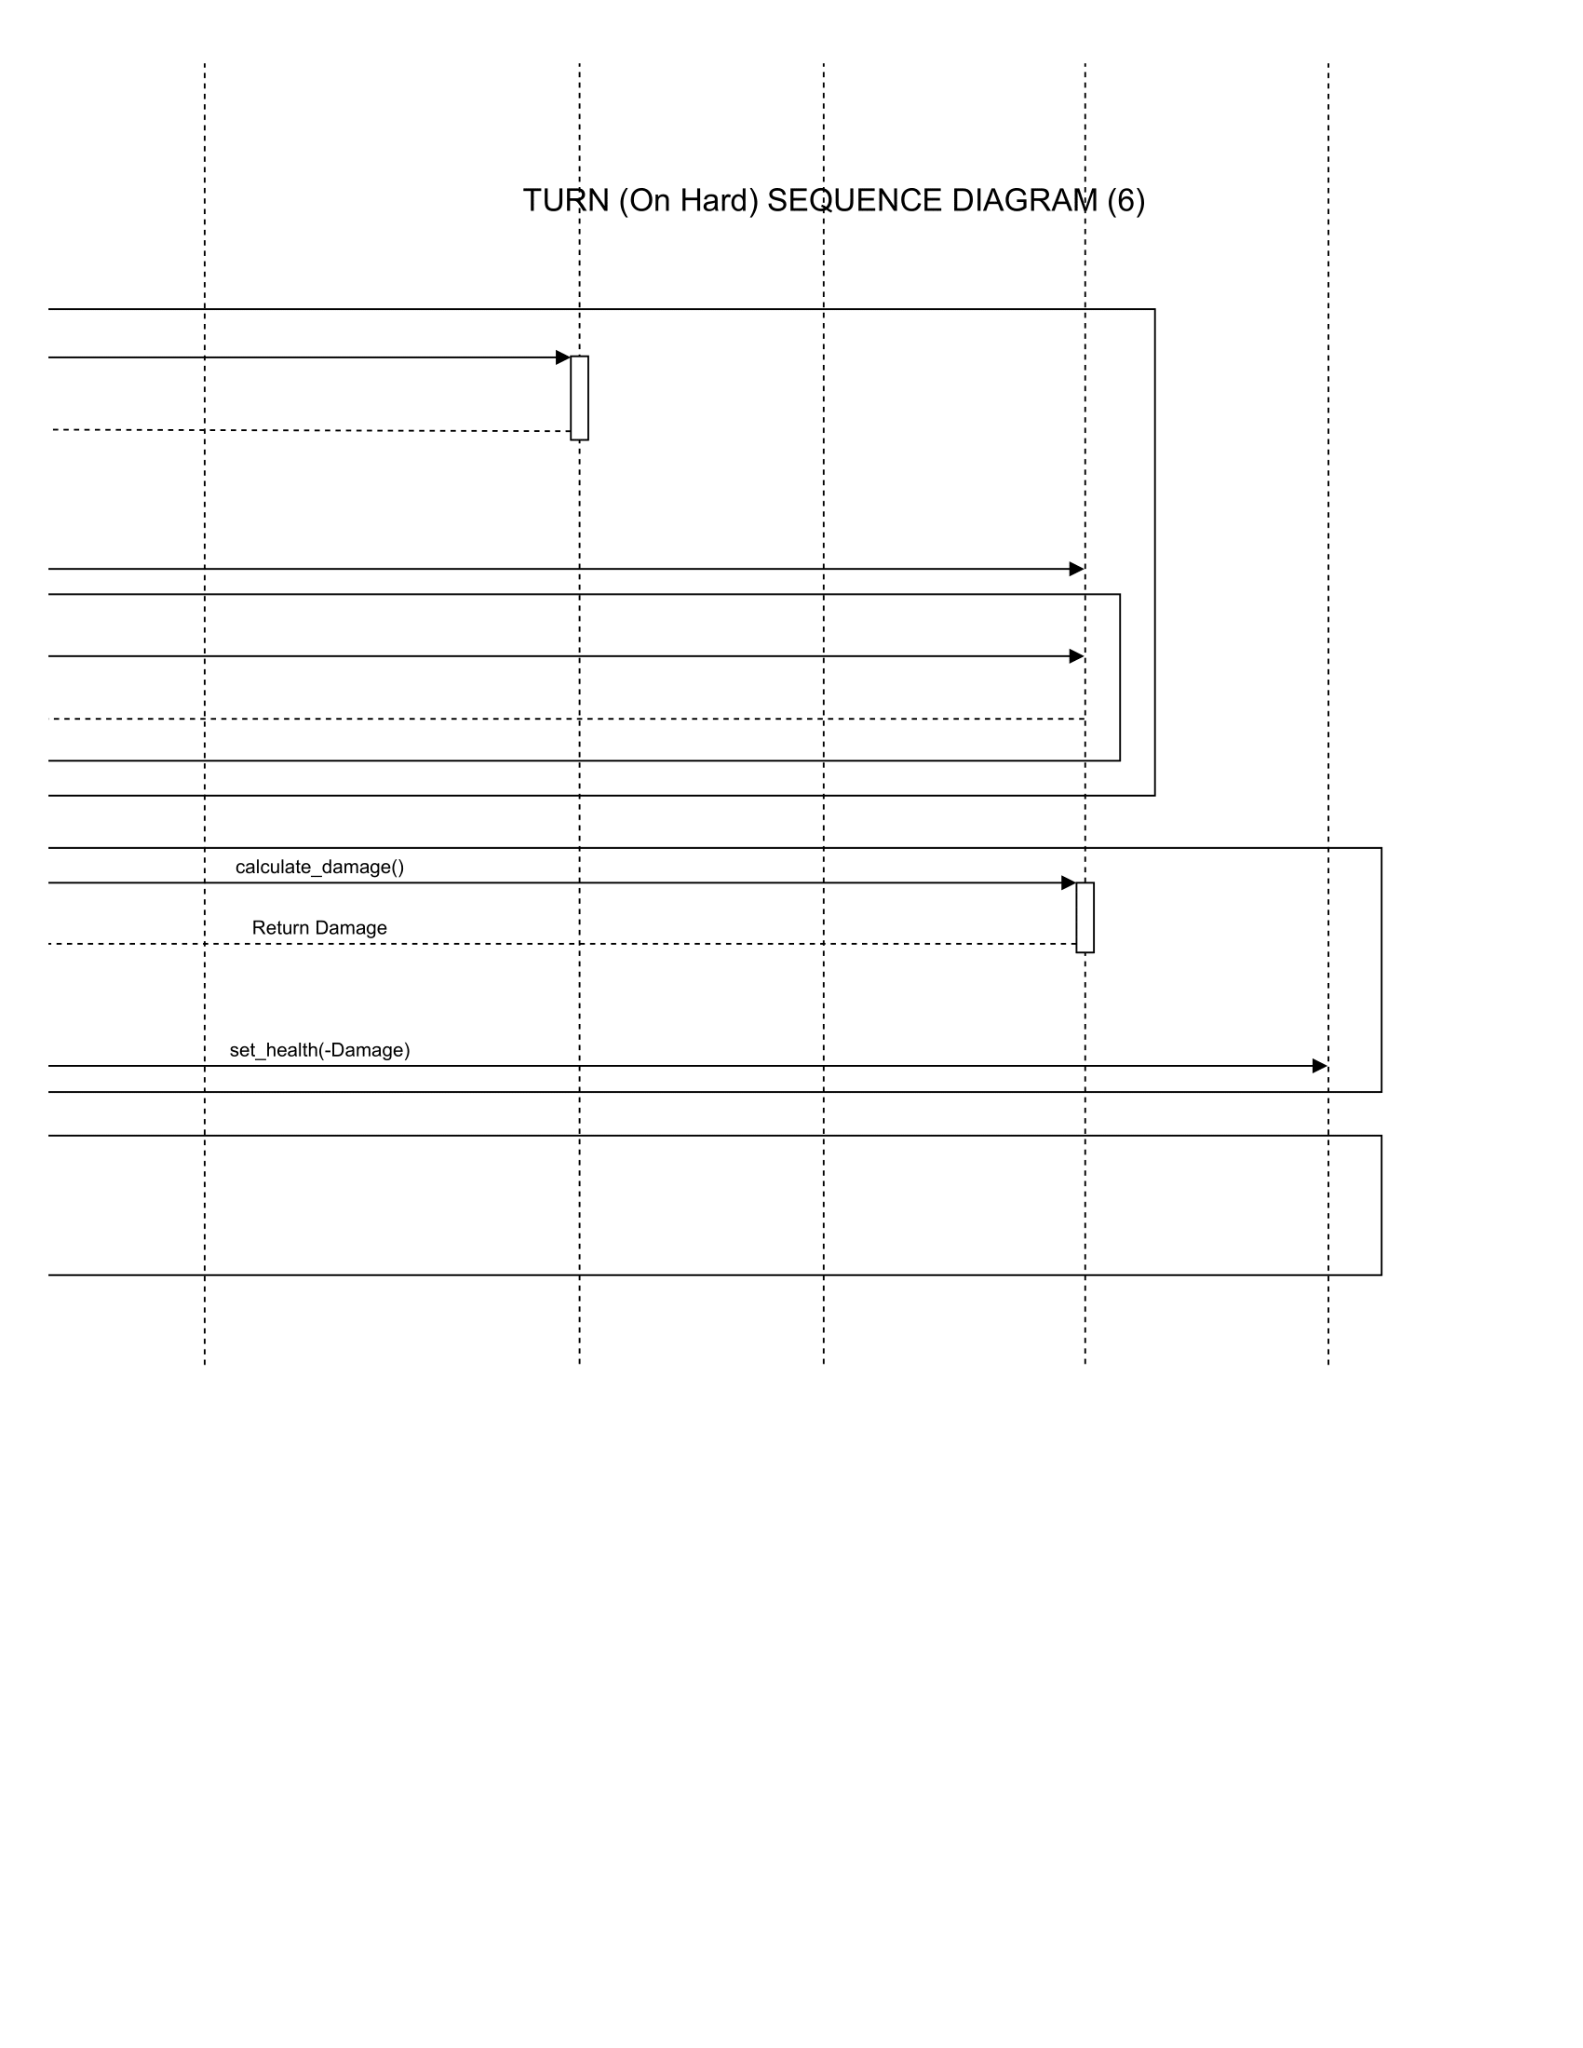 TURN (On Hard) SEQUENCE DIAGRAM (6)
calculate_damage()
Return Damage
set_health(-Damage)